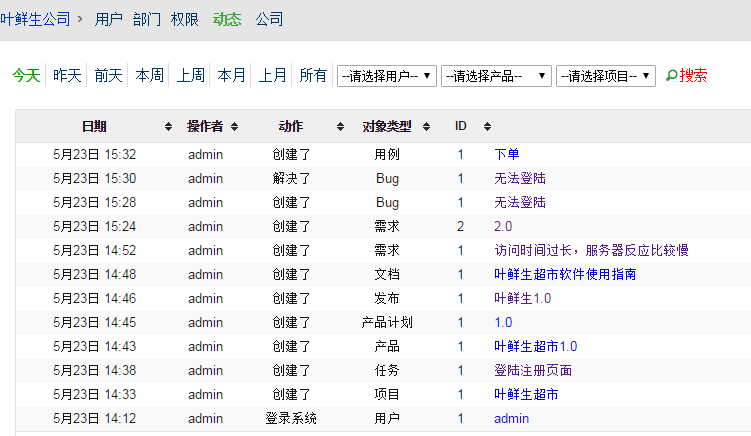 叶鲜生公司 › 用户 部门 权限 动态 公司
今天 昨天 前天 本周 上周 本月 上月 所有 --请选择用户-- --请选择产品-- --请选择项目-- 搜索
日期 操作者 动作 对象类型 ID
5月23日 15:32 admin 创建了 用例 1 下单
5月23日 15:30 admin 解决了 Bug 1 无法登陆
5月23日 15:28 admin 创建了 Bug 1 无法登陆
5月23日 15:24 admin 创建了 需求 2 2.0
5月23日 14:52 admin 创建了 需求 1 访问时间过长，服务器反应比较慢
5月23日 14:48 admin 创建了 文档 1 叶鲜生超市软件使用指南
5月23日 14:46 admin 创建了 发布 1 叶鲜生1.0
5月23日 14:45 admin 创建了 产品计划 1 1.0
5月23日 14:43 admin 创建了 产品 1 叶鲜生超市1.0
5月23日 14:38 admin 创建了 任务 1 登陆注册页面
5月23日 14:33 admin 创建了 项目 1 叶鲜生超市
5月23日 14:12 admin 登录系统 用户 1 admin